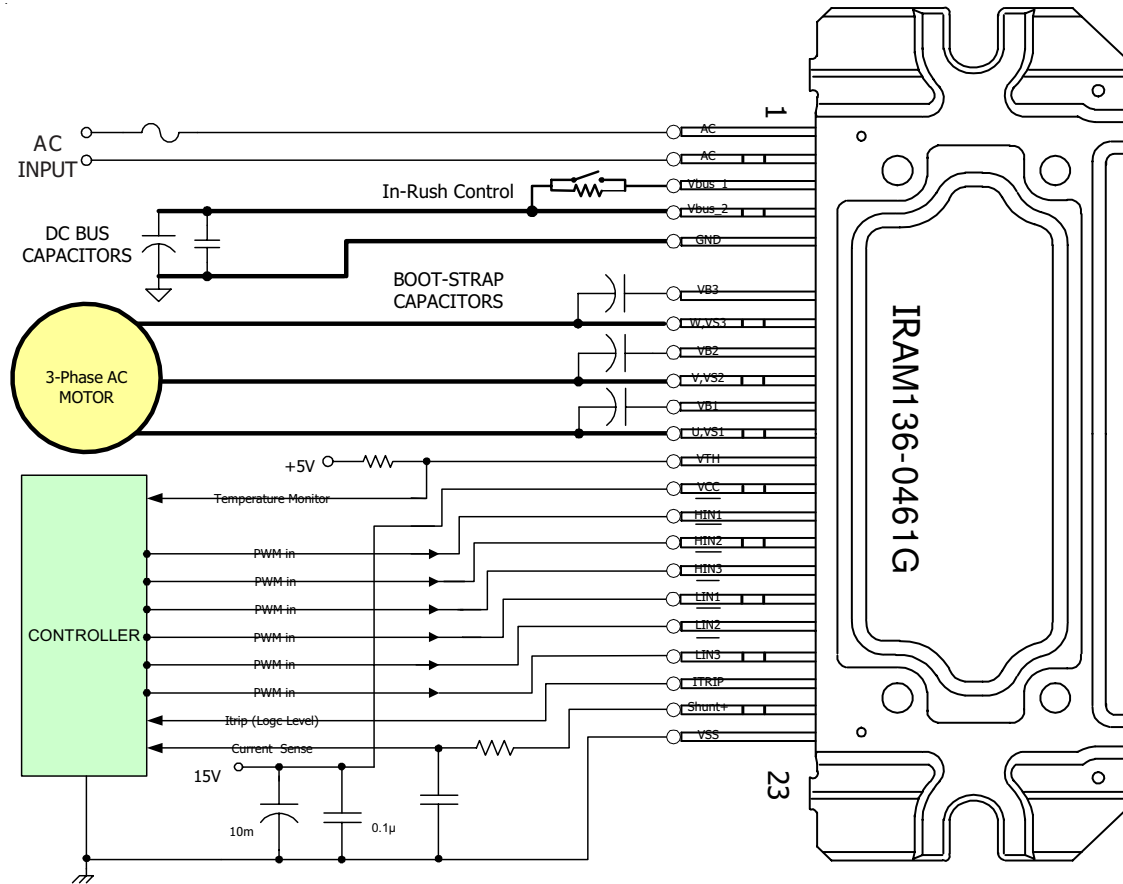 1
AC
INPUT
AC
AC
In-Rush Control
Vbus_1
Vbus_2
DC BUS
CAPACITORS
GND
BOOT-STRAP
CAPACITORS
VB3
W,VS3
VB2
V,VS2
VB1
U,VS1
3-Phase AC
MOTOR
IRAM136-0461G
+5V
VTH
Temperature Monitor
VCC
HIN1
HIN2
HIN3
LIN1
LIN2
LIN3
PWM in
PWM in
PWM in
PWM in
PWM in
PWM in
CONTROLLER
ITRIP
Itrip (Logc Level)
Shunt+
Current Sense
VSS
15V
10m
0.1µ
23